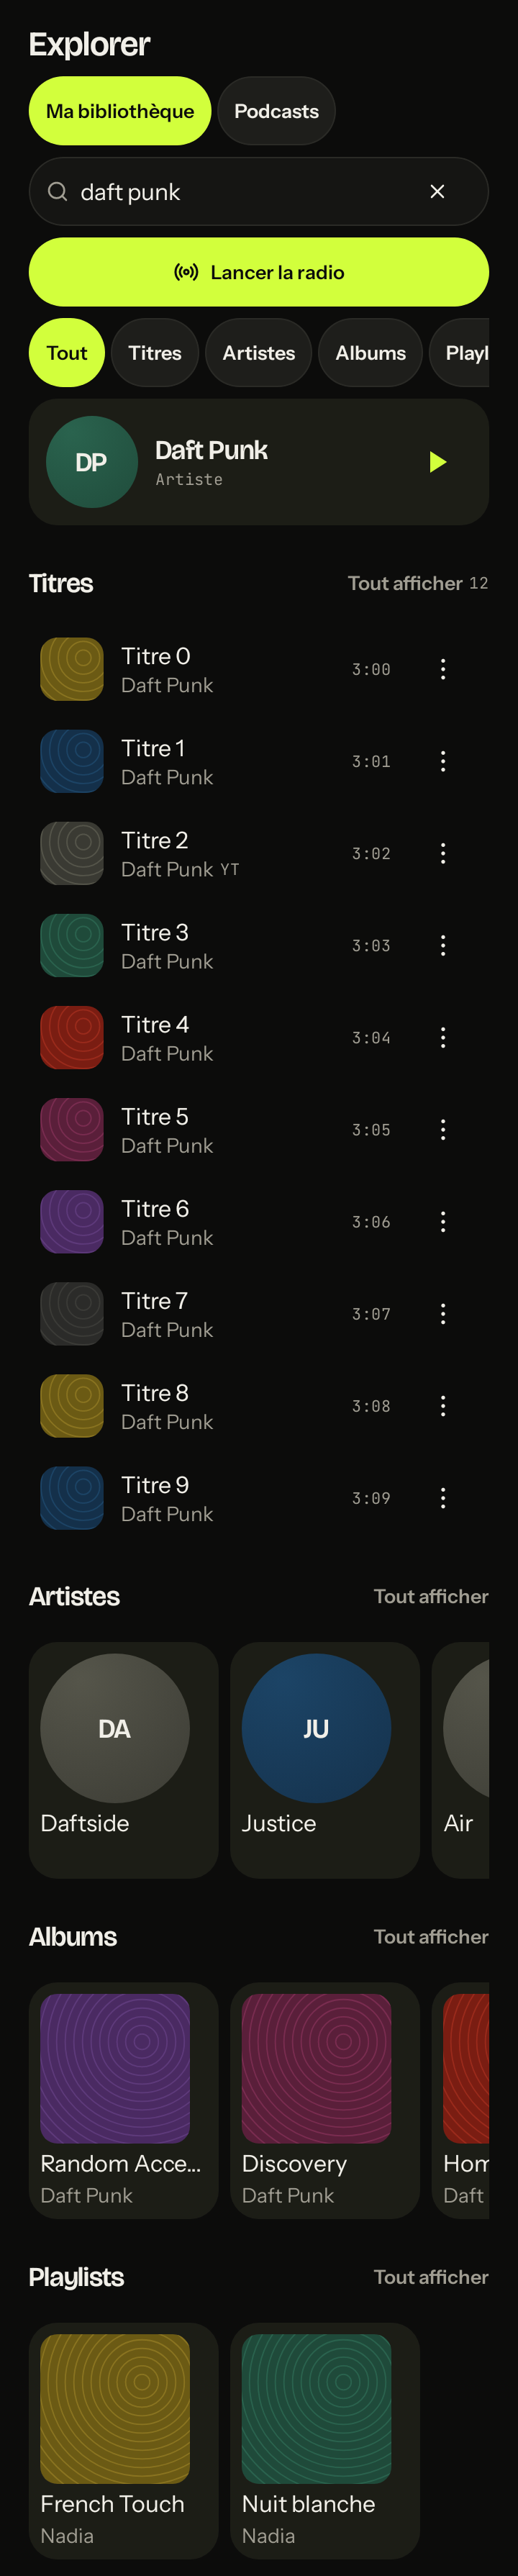 Explorer
Ma bibliothèque Podcasts
daft punk
Lancer la radio
Tout Titres Artistes Albums Playl
DP
Daft Punk
Artiste
Titres Tout afficher 12
Titre 0
Daft Punk
3:00
Titre 1
Daft Punk
3:01
Titre 2
Daft Punk YT
3:02
Titre 3
Daft Punk
3:03
Titre 4
Daft Punk
3:04
Titre 5
Daft Punk
3:05
Titre 6
Daft Punk
3:06
Titre 7
Daft Punk
3:07
Titre 8
Daft Punk
3:08
Titre 9
Daft Punk
3:09
Artistes Tout afficher
DA JU
Daftside Justice Air
Albums Tout afficher
Random Acce... Discovery Hom
Daft Punk Daft Punk Daft
Playlists Tout afficher
French Touch Nuit blanche
Nadia Nadia